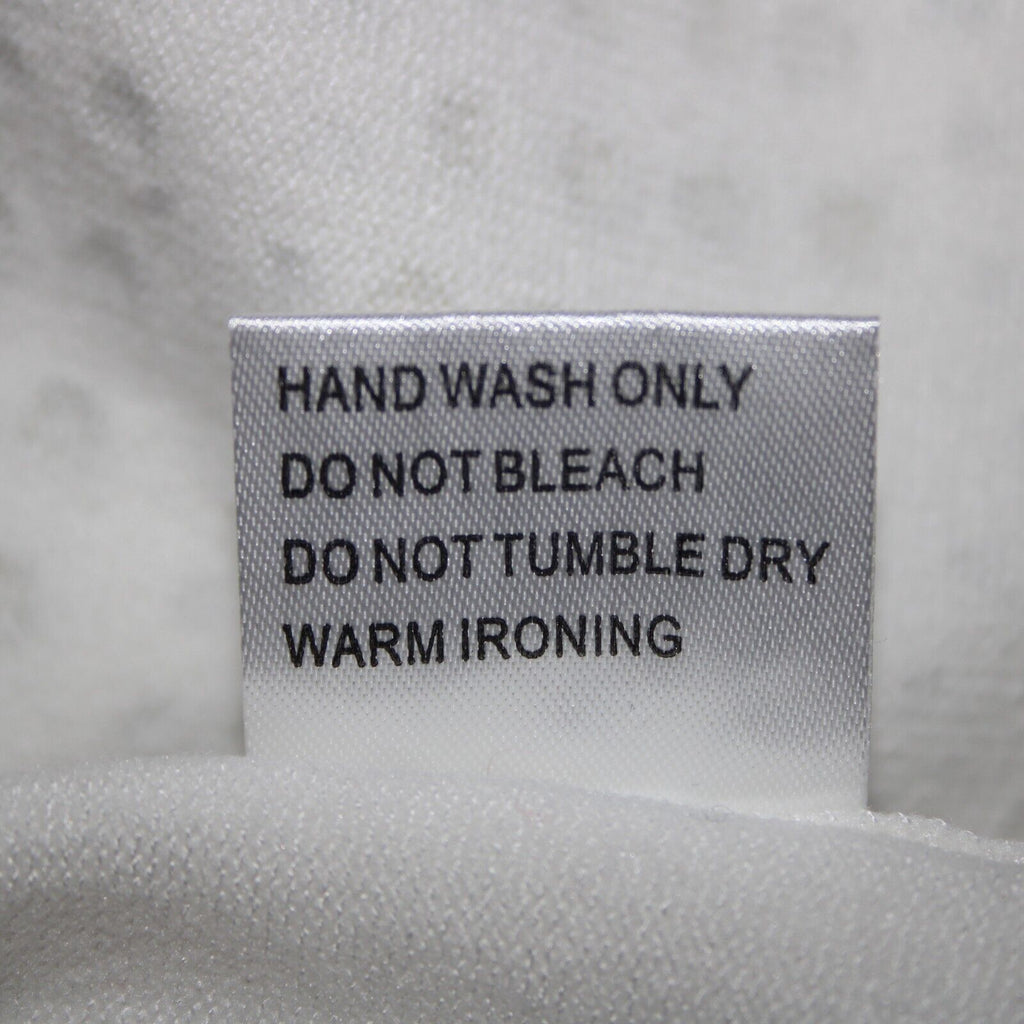 HAND WASH ONLY
DO NOT BLEACH
DO NOT TUMBLE DRY
WARM IRONING